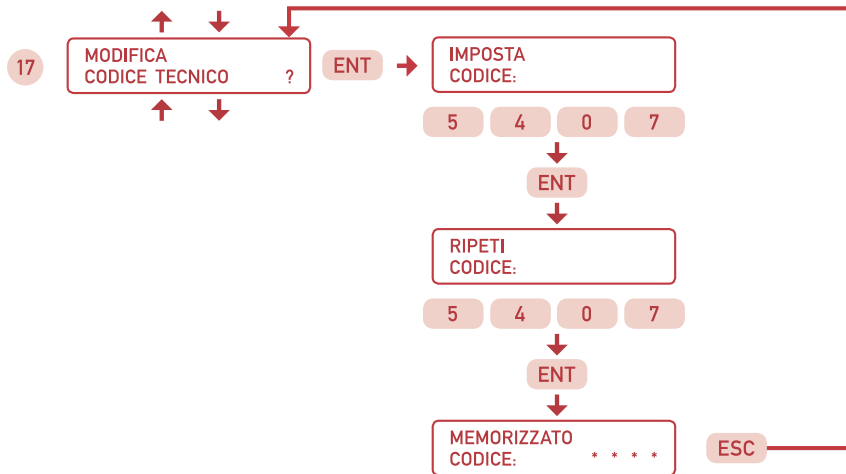 17
MODIFICA
CODICE TECNICO ?
ENT
IMPOSTA
CODICE:
5 4 0 7
ENT
RIPETI
CODICE:
5 4 0 7
ENT
MEMORIZZATO
CODICE: * * * *
ESC